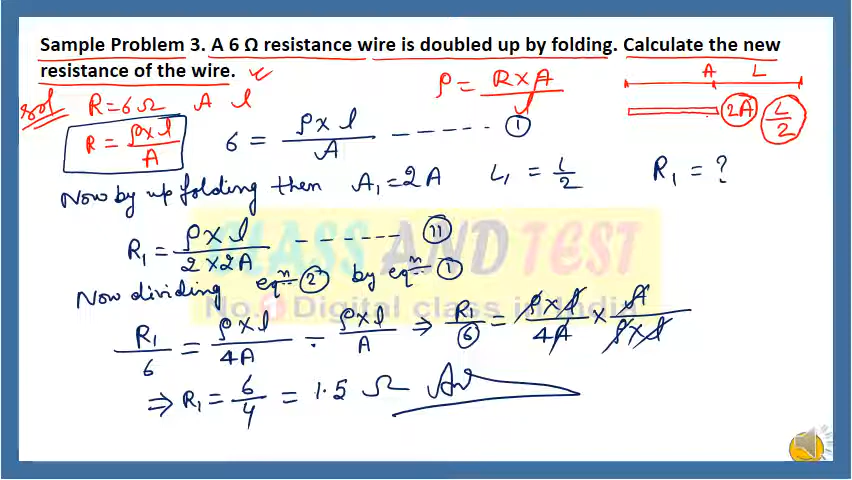 Sample Problem 3. A 6 Ω resistance wire is doubled up by folding. Calculate the new
resistance of the wire.
ρ = R×A / l
A L
2A L/2
Sol R=6Ω A l
R = ρ×l / A
6 = ρ×l / A ------ 1
Now by up folding then A₁=2A L₁ = L/2 R₁ = ?
R₁ = ρ×l / 2×2A ------ 11
CLASS AND TEST
Now dividing eqn 2 by eqn 1
No.1 Digital class in India
R₁/6 = ρ×l/4A ÷ ρ×l/A ⇒ R₁/6 = ρ×l/4A × A/ρ×l
⇒ R₁ = 6/4 = 1.5 Ω Ans